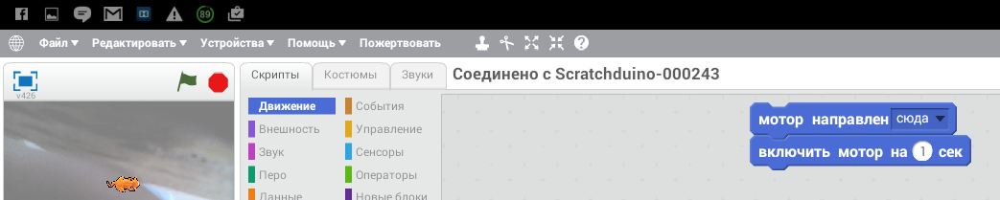 89
Файл Редактировать Устройства Помощь Пожертвовать
v426
Скрипты Костюмы Звуки Соединено с Scratchduino-000243
Движение События
Внешность Управление
Звук Сенсоры
Перо Операторы
Данные Новые блоки
мотор направлен сюда
включить мотор на 1 сек